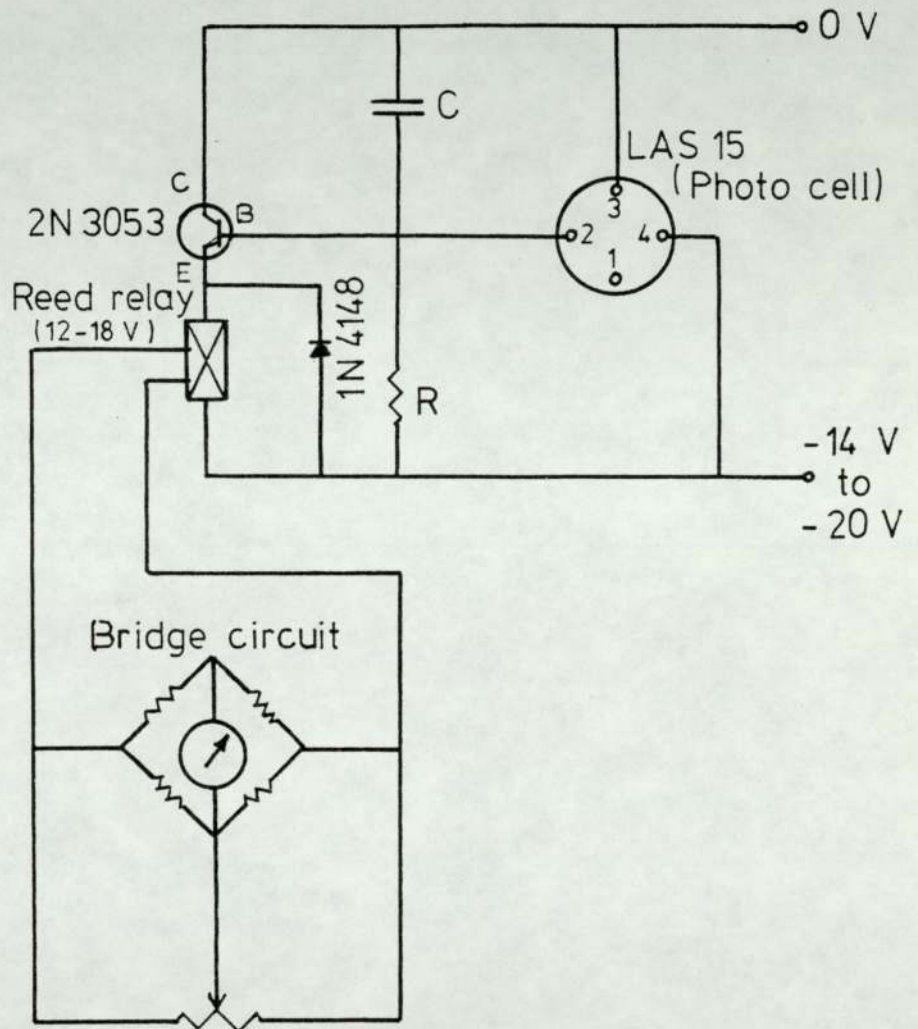 0 V
C
LAS 15
(Photo cell)
C
B
2N 3053
3
2
4
1
E
Reed relay
(12-18 V)
1N 4148
R
-14 V
to
-20 V
Bridge circuit